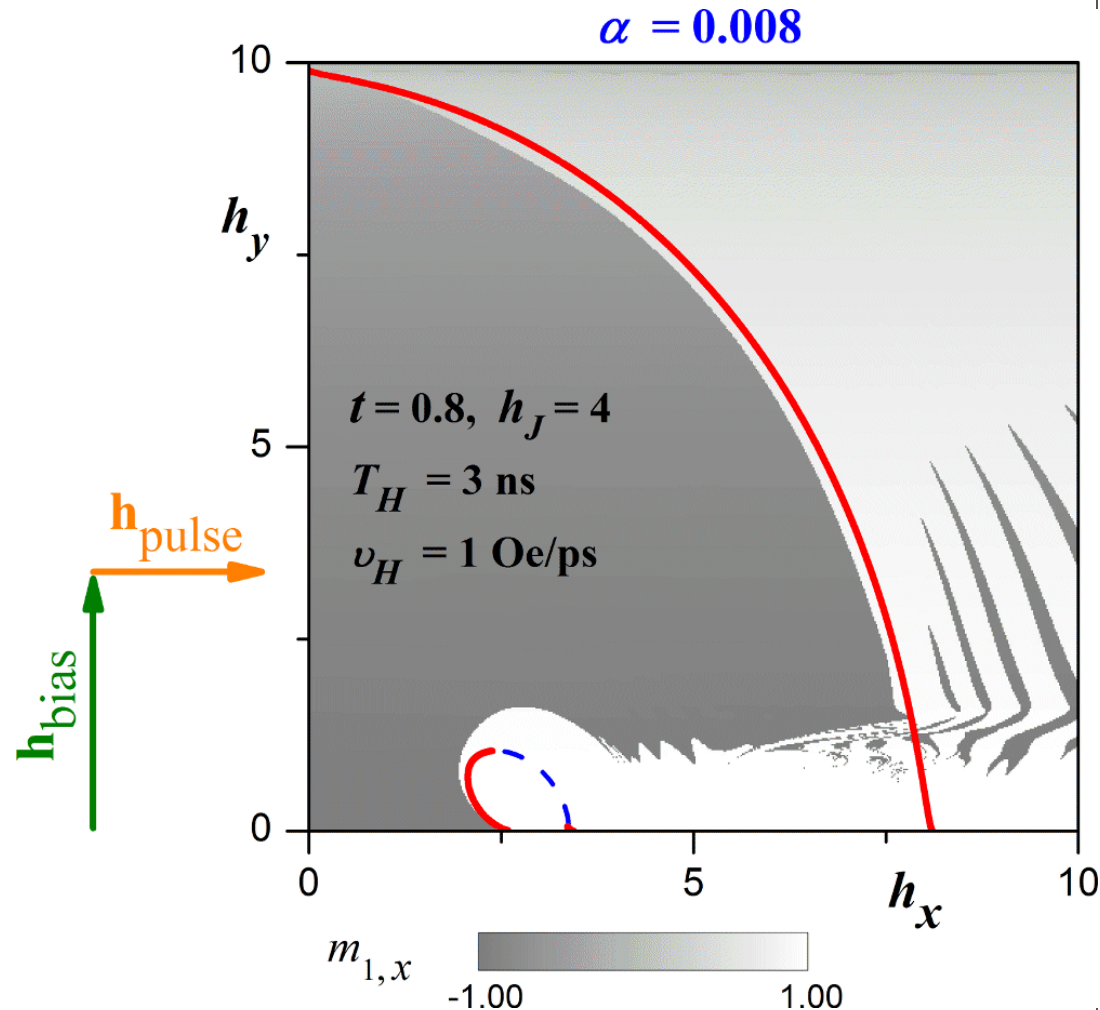 α = 0.008
10
h_y
t = 0.8, h_J = 4
5
T_H = 3 ns
υ_H = 1 Oe/ps
h_pulse
h_bias
0
0
5
10
h_x
m_1,x
-1.00
1.00